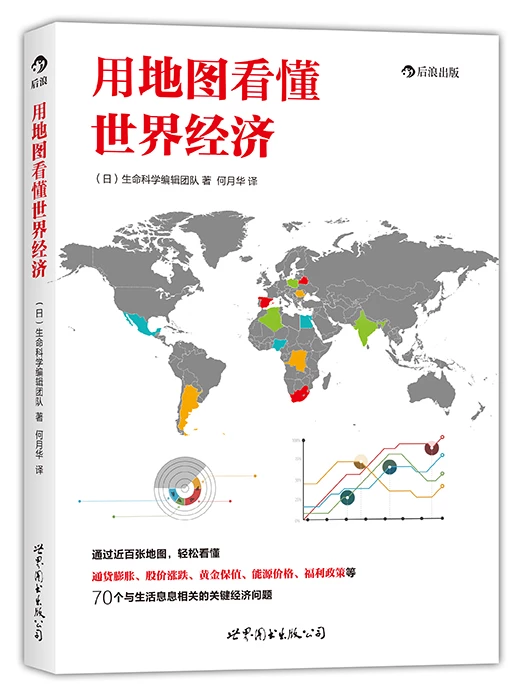 后浪
用地图看懂世界经济
（日）生命科学编辑团队 著 何月华 译
世界图书出版公司
后浪出版
用地图看懂
世界经济
（日）生命科学编辑团队 著 何月华 译
通过近百张地图，轻松看懂
通货膨胀、股价涨跌、黄金保值、能源价格、福利政策等
70个与生活息息相关的关键经济问题
世界图书出版公司